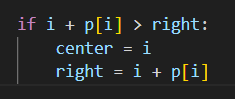 if i + p[i] > right:
    center = i
    right = i + p[i]